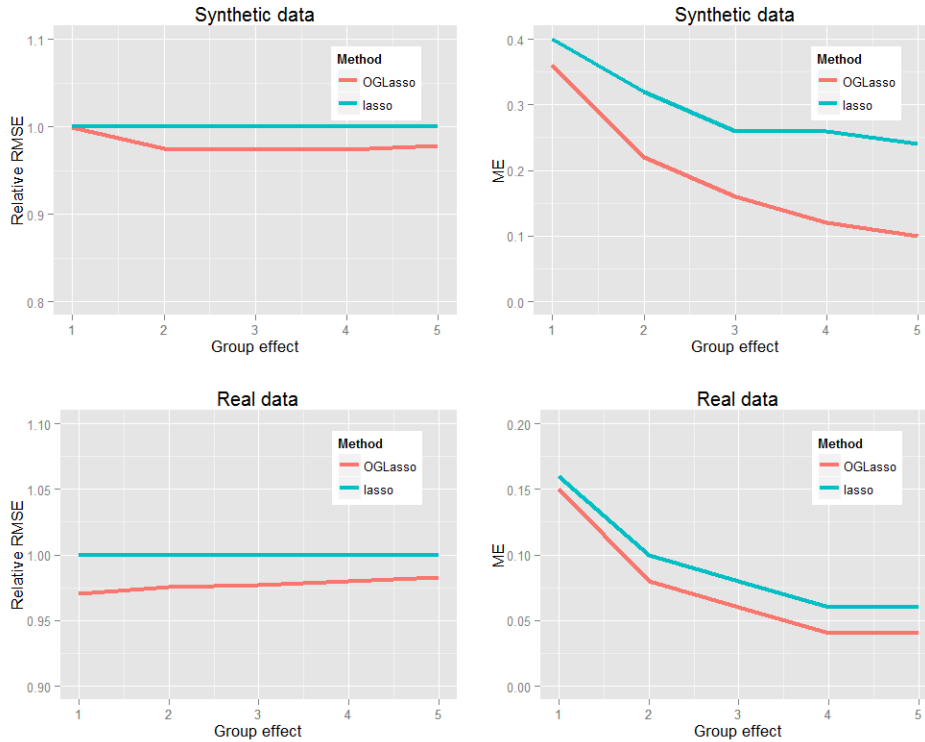 Synthetic data
Relative RMSE
1.1
1.0
0.9
0.8
Method
OGLasso
lasso
1 2 3 4 5
Group effect
Synthetic data
ME
0.4
0.3
0.2
0.1
0.0
Method
OGLasso
lasso
1 2 3 4 5
Group effect
Real data
Relative RMSE
1.10
1.05
1.00
0.95
0.90
Method
OGLasso
lasso
1 2 3 4 5
Group effect
Real data
ME
0.20
0.15
0.10
0.05
0.00
Method
OGLasso
lasso
1 2 3 4 5
Group effect